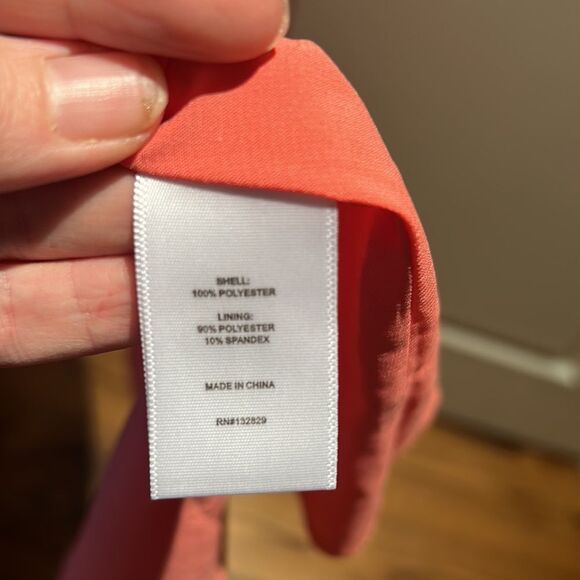 SHELL:
100% POLYESTER
LINING:
90% POLYESTER
10% SPANDEX
MADE IN CHINA
RN#132829